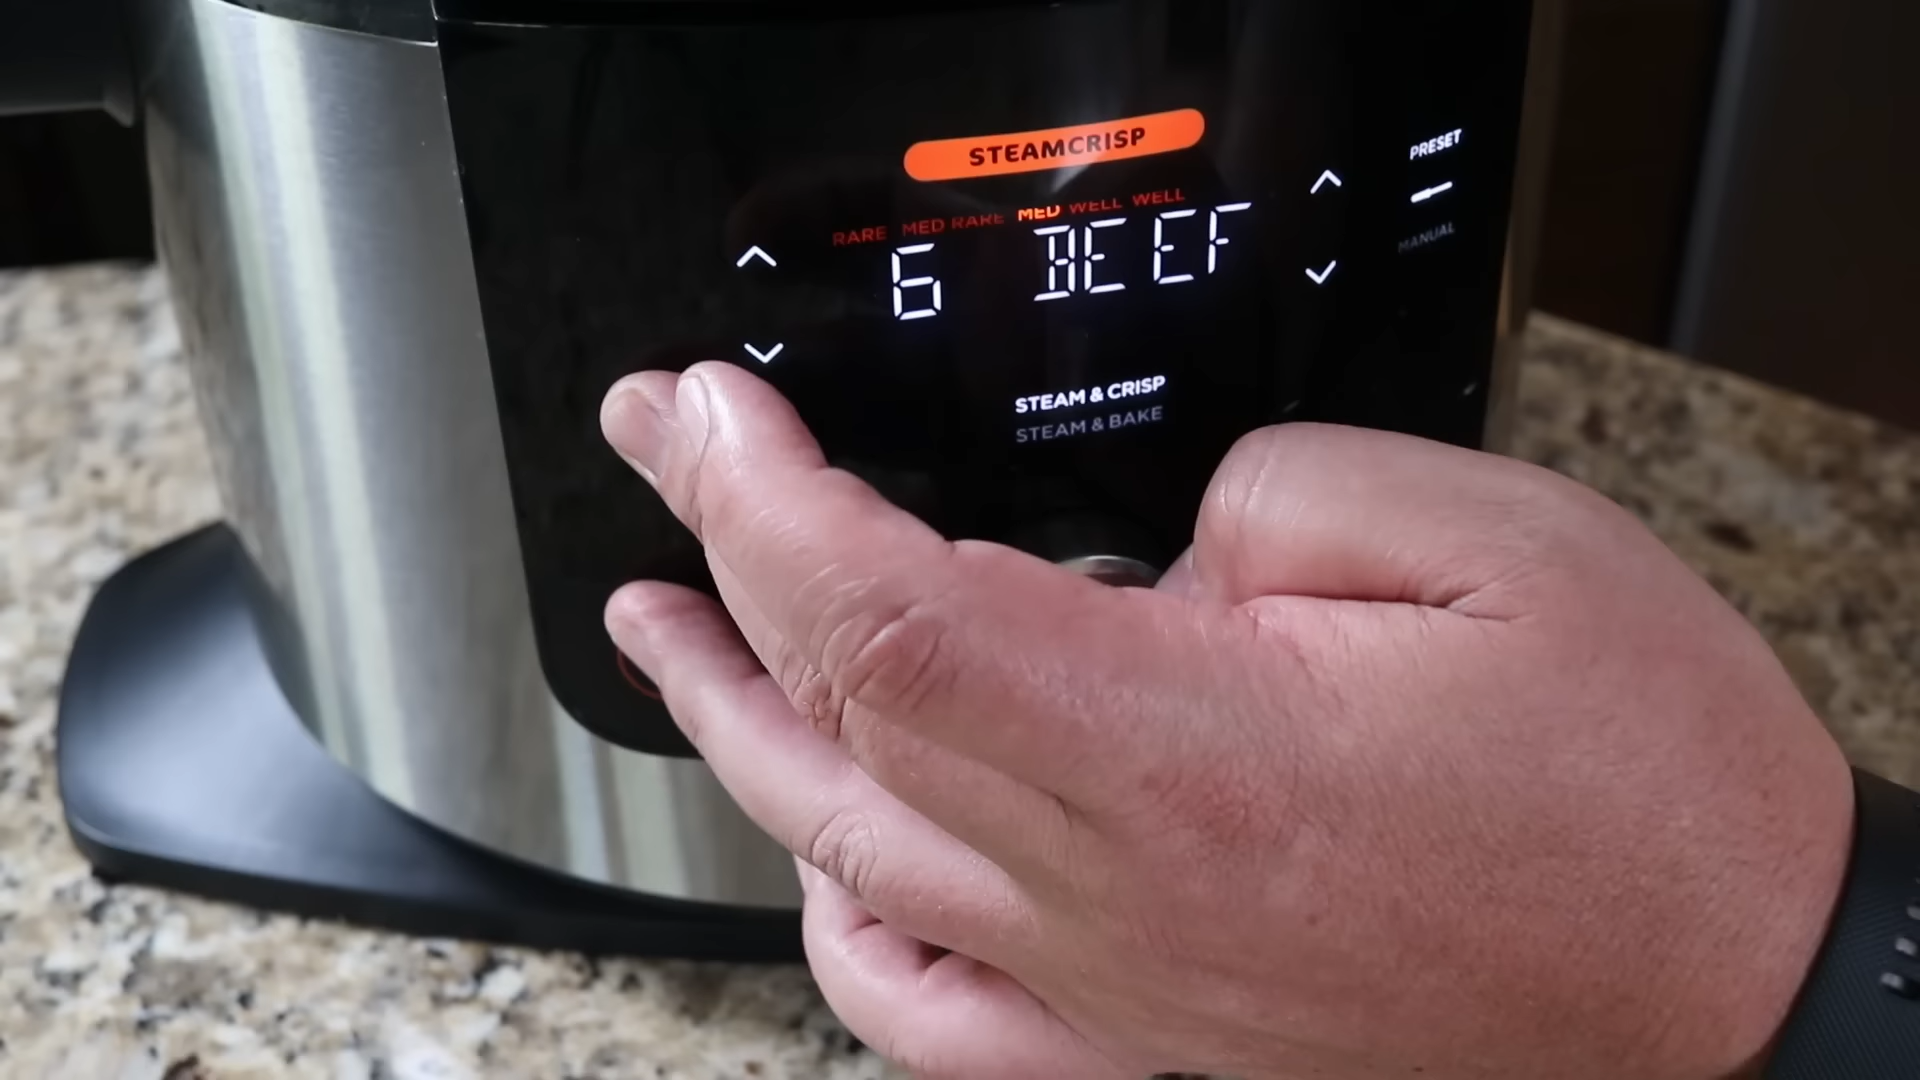 STEAMCRISP
PRESET
MANUAL
RARE MED RARE MED WELL WELL
6 BEEF
STEAM & CRISP
STEAM & BAKE